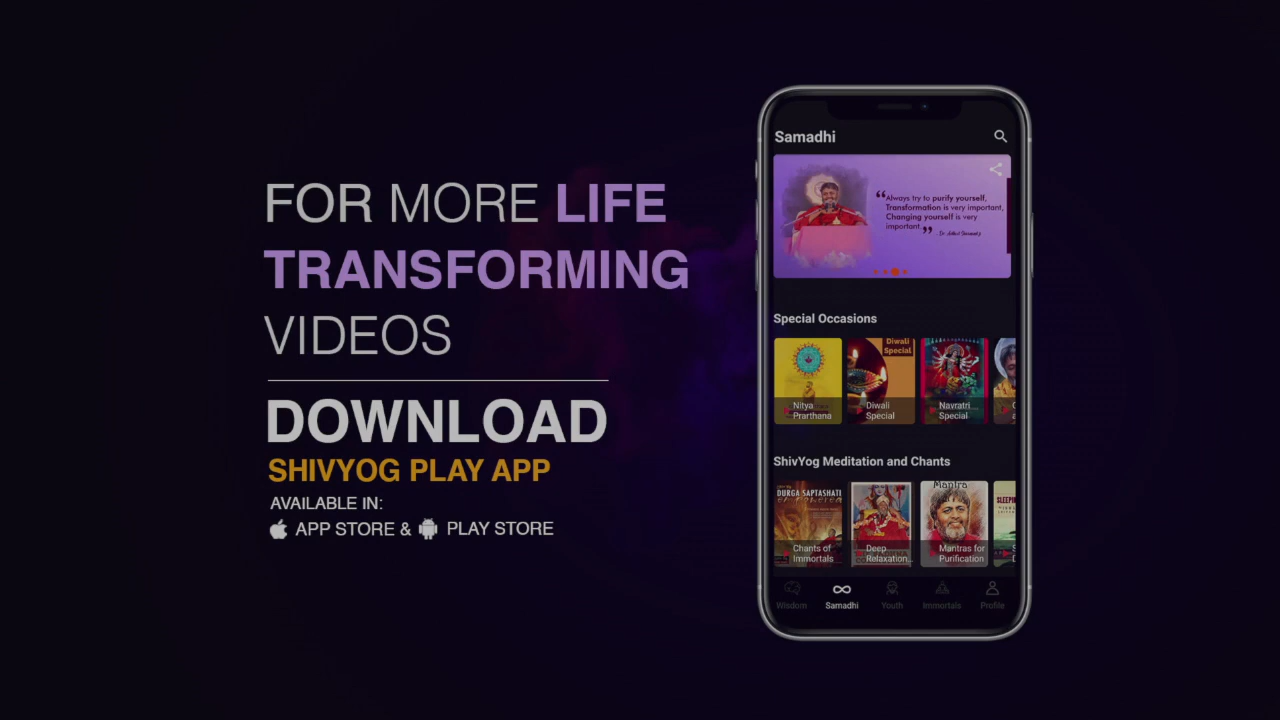 FOR MORE LIFE
TRANSFORMING
VIDEOS
DOWNLOAD
SHIVYOG PLAY APP
AVAILABLE IN:
APP STORE & PLAY STORE
Samadhi
“Always try to purify yourself,
Transformation is very important,
Changing yourself is very
important.”
Special Occasions
Diwali
Special
Nitya
Prarthana
Diwali
Special
Navratri
Special
ShivYog Meditation and Chants
DURGA SAPTASHATI
Mantra
Chants of
Immortals
Deep
Relaxation...
Mantras for
Purification
Wisdom
Samadhi
Youth
Immortals
Profile